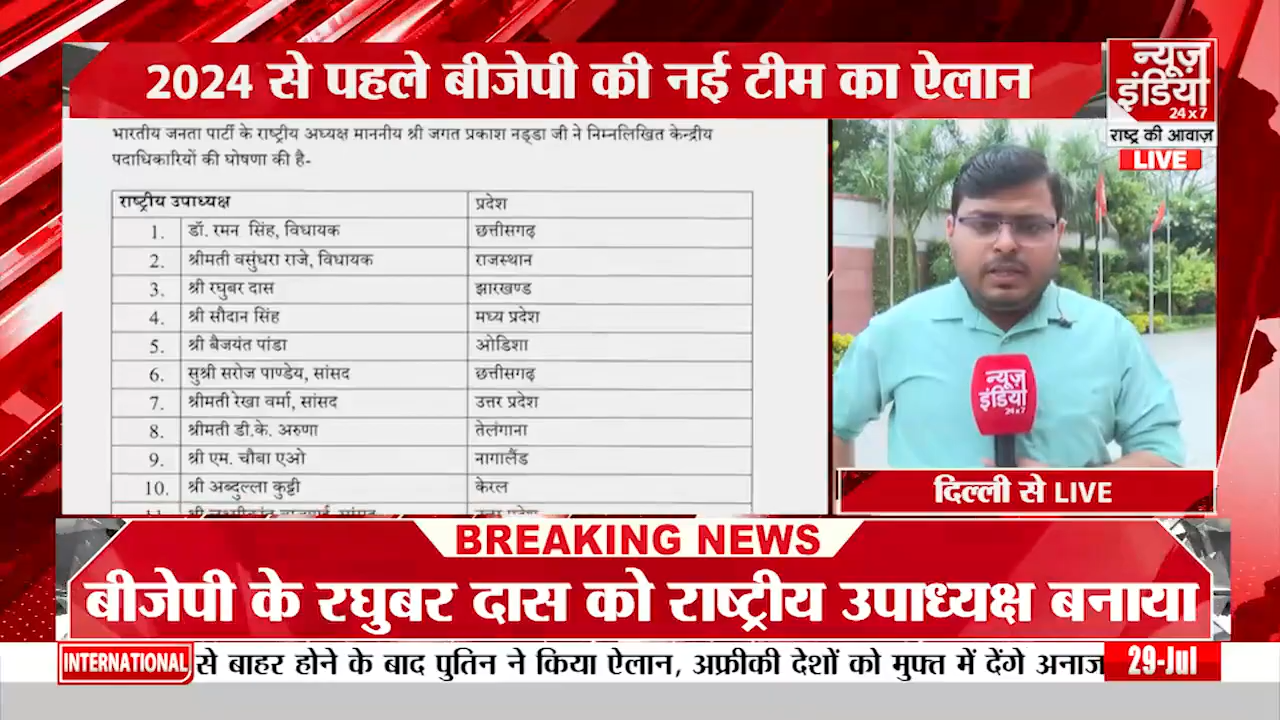 2024 से पहले बीजेपी की नई टीम का ऐलान
न्यूज़
इंडिया
24x7
राष्ट्र की आवाज़
LIVE
भारतीय जनता पार्टी के राष्ट्रीय अध्यक्ष माननीय श्री जगत प्रकाश नड्डा जी ने निम्नलिखित केन्द्रीय
पदाधिकारियों की घोषणा की है-
राष्ट्रीय उपाध्यक्ष प्रदेश
1. डॉ. रमन सिंह, विधायक छत्तीसगढ़
2. श्रीमती वसुंधरा राजे, विधायक राजस्थान
3. श्री रघुबर दास झारखण्ड
4. श्री सौदान सिंह मध्य प्रदेश
5. श्री बैजयंत पांडा ओडिशा
6. सुश्री सरोज पाण्डेय, सांसद छत्तीसगढ़
7. श्रीमती रेखा वर्मा, सांसद उत्तर प्रदेश
8. श्रीमती डी.के. अरुणा तेलंगाना
9. श्री एम. चौबा एओ नागालैंड
10. श्री अब्दुल्ला कुट्टी केरल
न्यूज़
इंडिया
24x7
दिल्ली से LIVE
BREAKING NEWS
बीजेपी के रघुबर दास को राष्ट्रीय उपाध्यक्ष बनाया
INTERNATIONAL से बाहर होने के बाद पुतिन ने किया ऐलान, अफ्रीकी देशों को मुफ्त में देंगे अनाज 29-Jul